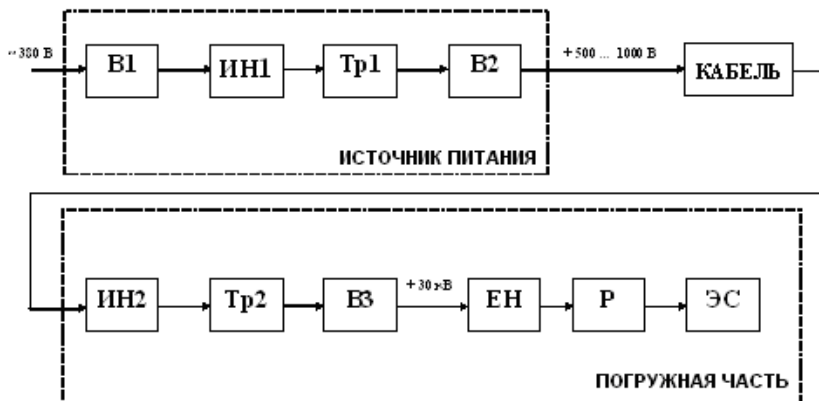 ~380 В
В1
ИН1
Тр1
В2
+500 ... 1000 В
КАБЕЛЬ
ИСТОЧНИК ПИТАНИЯ
ИН2
Тр2
В3
+30 кВ
ЕН
Р
ЭС
ПОГРУЖНАЯ ЧАСТЬ